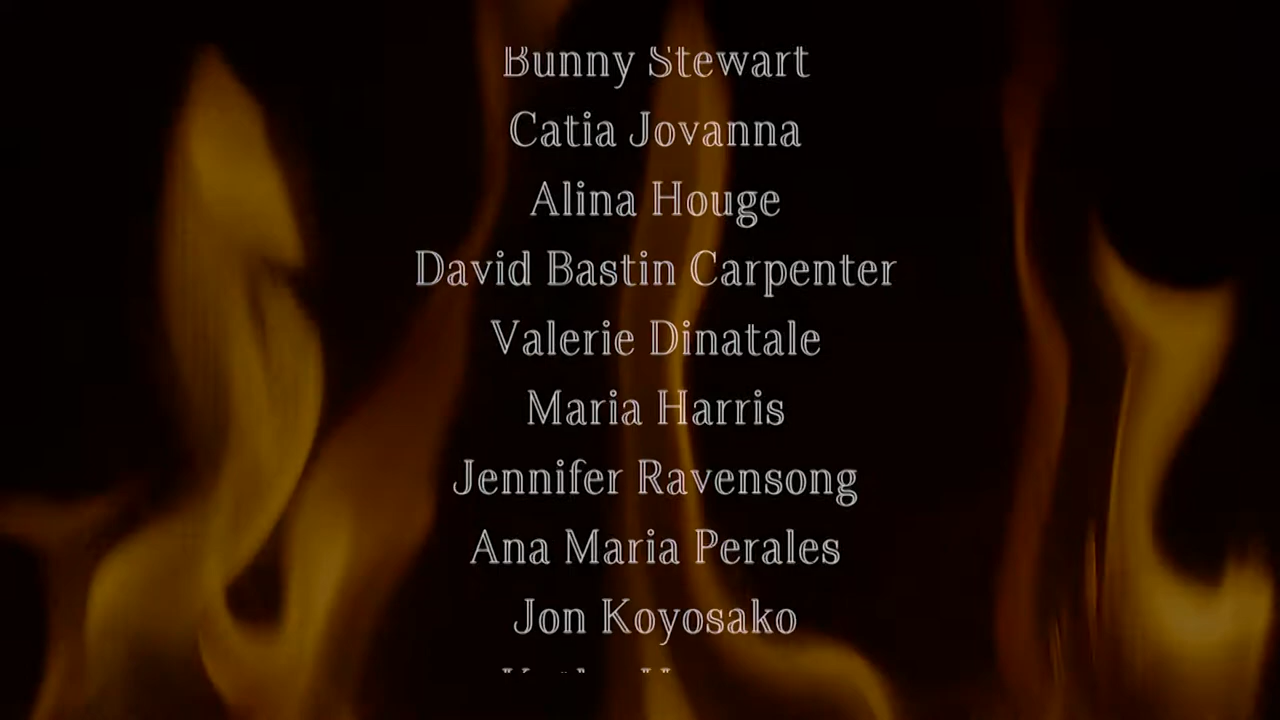 Bunny Stewart
Catia Jovanna
Alina Houge
David Bastin Carpenter
Valerie Dinatale
Maria Harris
Jennifer Ravensong
Ana Maria Perales
Jon Koyosako